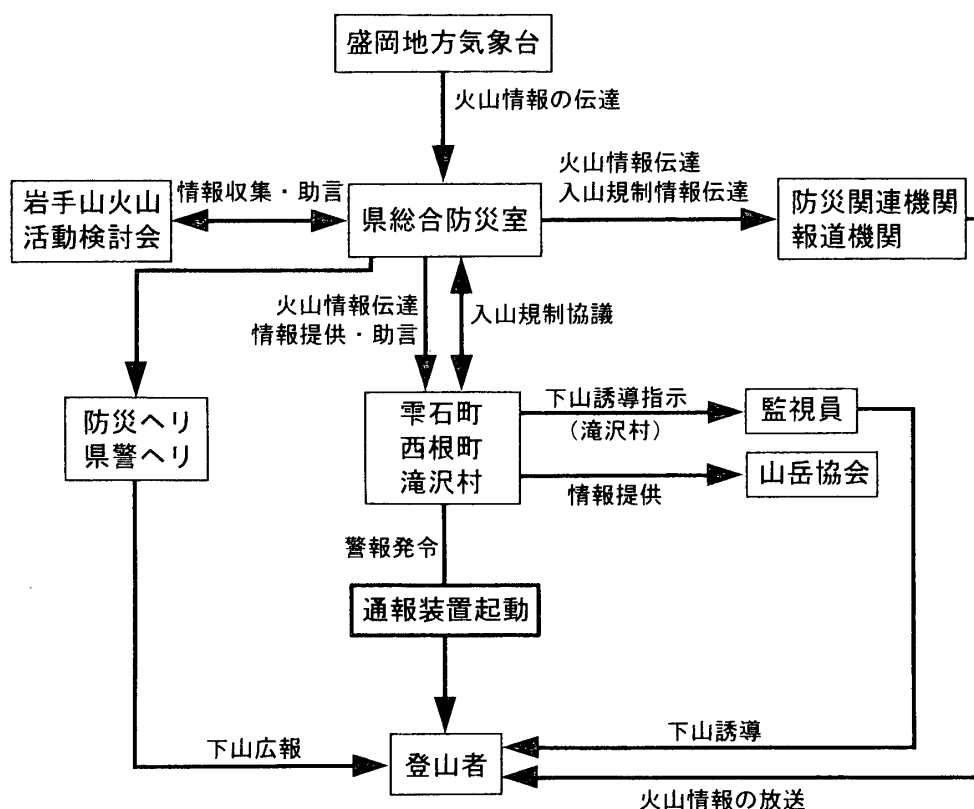 盛岡地方気象台
火山情報の伝達
火山情報伝達
入山規制情報伝達
岩手山火山
活動検討会
情報収集・助言
県総合防災室
防災関連機関
報道機関
火山情報伝達
情報提供・助言
入山規制協議
防災ヘリ
県警ヘリ
雫石町
西根町
滝沢村
下山誘導指示
(滝沢村)
監視員
情報提供
山岳協会
警報発令
通報装置起動
下山広報
登山者
下山誘導
火山情報の放送